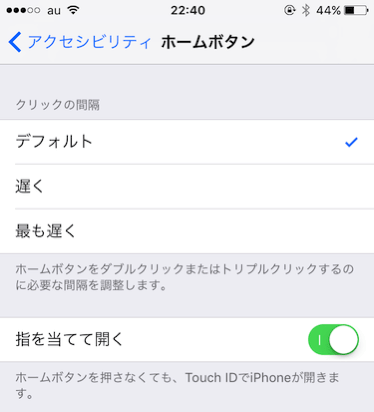 au 22:40 44%
アクセシビリティ ホームボタン
クリックの間隔
デフォルト
遅く
最も遅く
ホームボタンをダブルクリックまたはトリプルクリックするの
に必要な間隔を調整します。
指を当てて開く
ホームボタンを押さなくても、Touch IDでiPhoneが開きま
す。